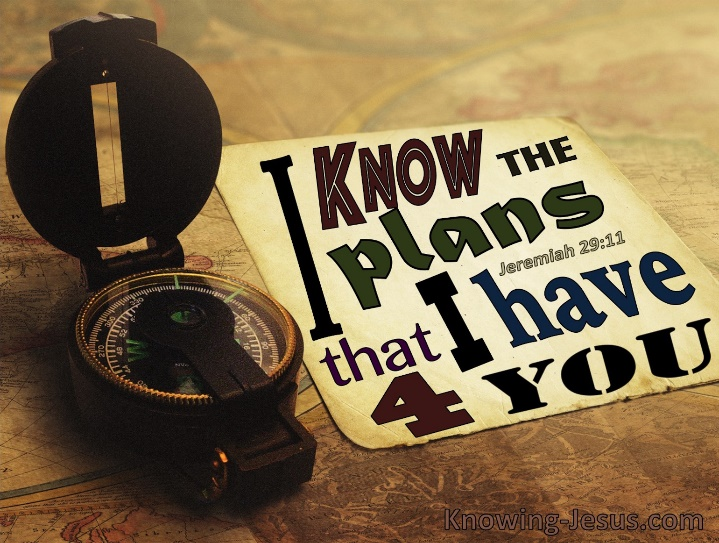 I KNOW THE
plans
Jeremiah 29:11
that I have
4 YOU
Knowing-Jesus.com